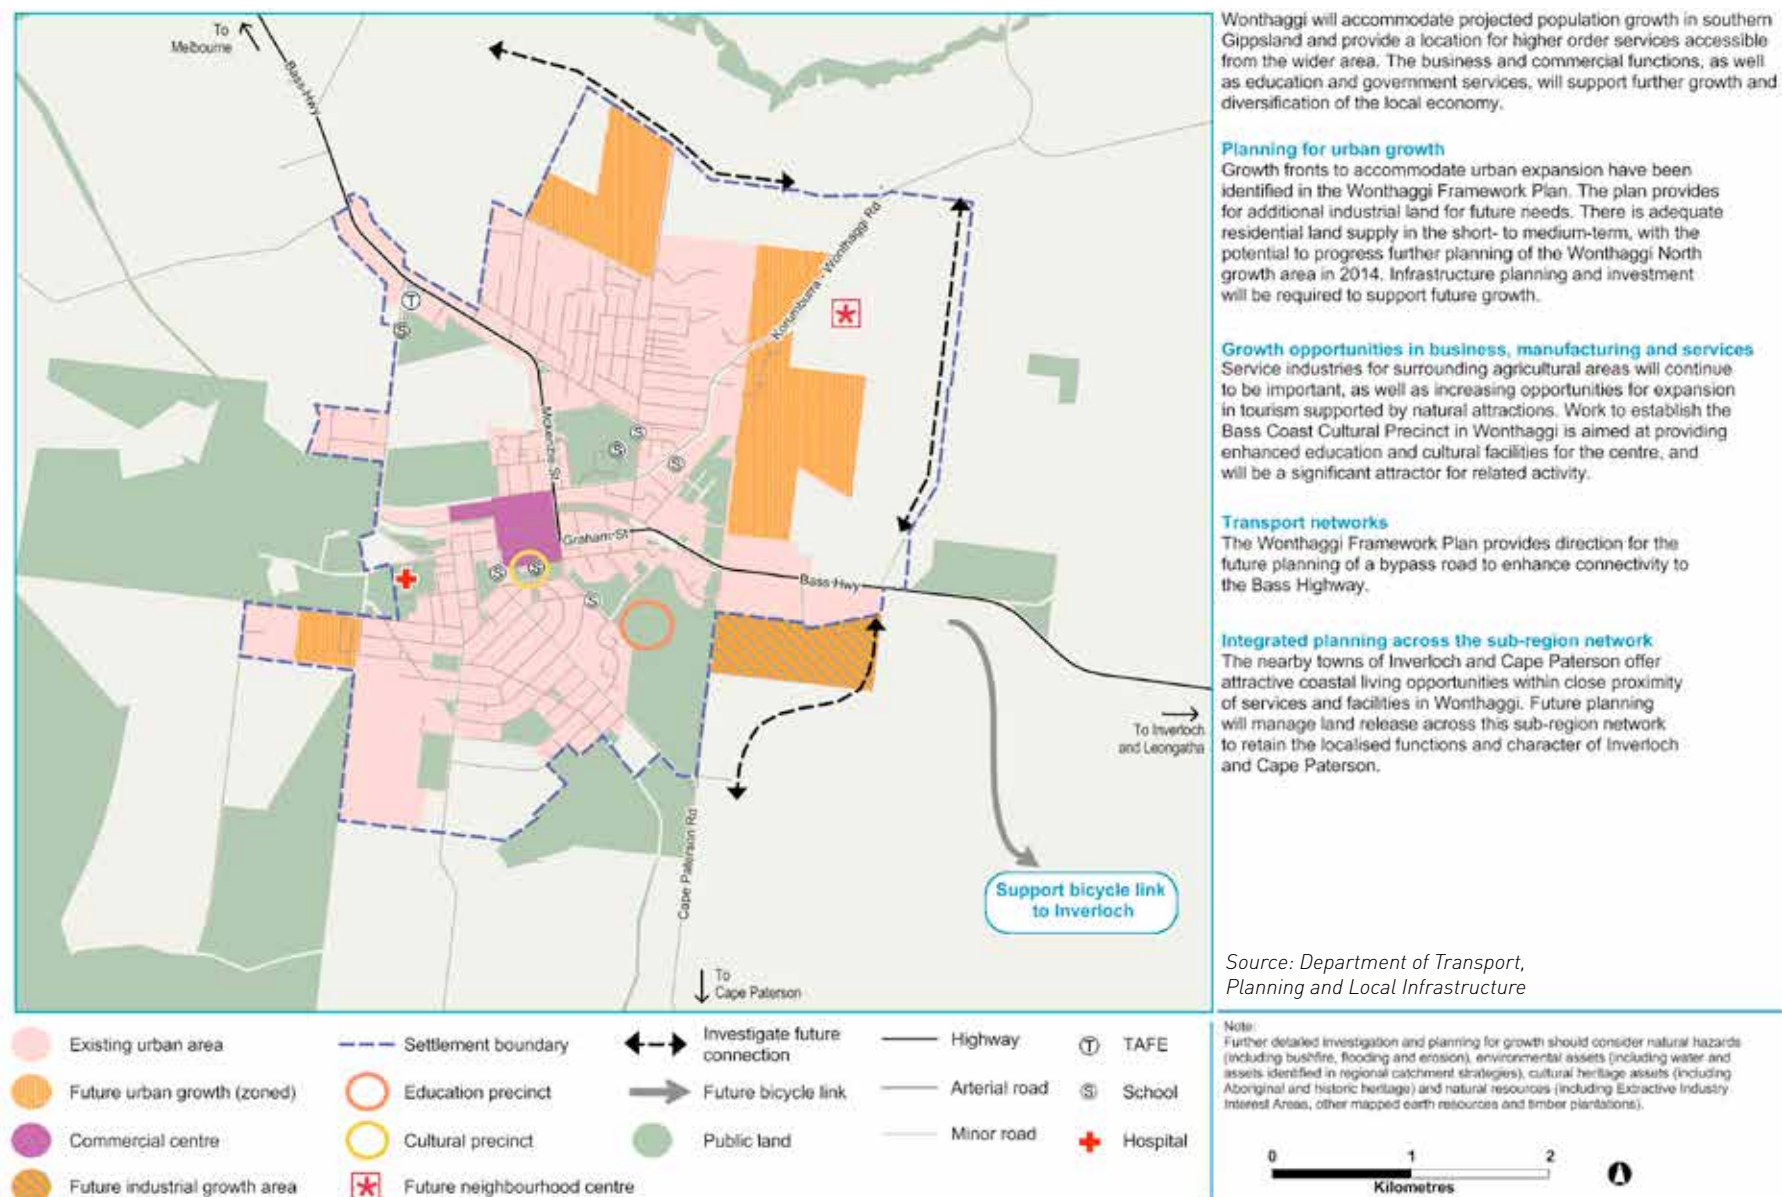 To
Melbourne
Bass Hwy
Korumburra - Wonthaggi Rd
McKenzie St
Graham St
Bass Hwy
To Inverloch
and Leongatha
Cape Paterson Rd
Support bicycle link
to Inverloch
To
Cape Paterson
T
S
S
S
S
S
S
S
Wonthaggi will accommodate projected population growth in southern
Gippsland and provide a location for higher order services accessible
from the wider area. The business and commercial functions, as well
as education and government services, will support further growth and
diversification of the local economy.
Planning for urban growth
Growth fronts to accommodate urban expansion have been
identified in the Wonthaggi Framework Plan. The plan provides
for additional industrial land for future needs. There is adequate
residential land supply in the short- to medium-term, with the
potential to progress further planning of the Wonthaggi North
growth area in 2014. Infrastructure planning and investment
will be required to support future growth.
Growth opportunities in business, manufacturing and services
Service industries for surrounding agricultural areas will continue
to be important, as well as increasing opportunities for expansion
in tourism supported by natural attractions. Work to establish the
Bass Coast Cultural Precinct in Wonthaggi is aimed at providing
enhanced education and cultural facilities for the centre, and
will be a significant attractor for related activity.
Transport networks
The Wonthaggi Framework Plan provides direction for the
future planning of a bypass road to enhance connectivity to
the Bass Highway.
Integrated planning across the sub-region network
The nearby towns of Inverloch and Cape Paterson offer
attractive coastal living opportunities within close proximity
of services and facilities in Wonthaggi. Future planning
will manage land release across this sub-region network
to retain the localised functions and character of Inverloch
and Cape Paterson.
Source: Department of Transport,
Planning and Local Infrastructure
Existing urban area
Future urban growth (zoned)
Commercial centre
Future industrial growth area
Settlement boundary
Education precinct
Cultural precinct
Future neighbourhood centre
Investigate future
connection
Future bicycle link
Public land
Highway
Arterial road
Minor road
T TAFE
S School
Hospital
Note:
Further detailed investigation and planning for growth should consider natural hazards
(including bushfire, flooding and erosion), environmental assets (including water and
assets identified in regional catchment strategies), cultural heritage assets (including
Aboriginal and historic heritage) and natural resources (including Extractive Industry
Interest Areas, other mapped earth resources and timber plantations).
0 1 2
Kilometres